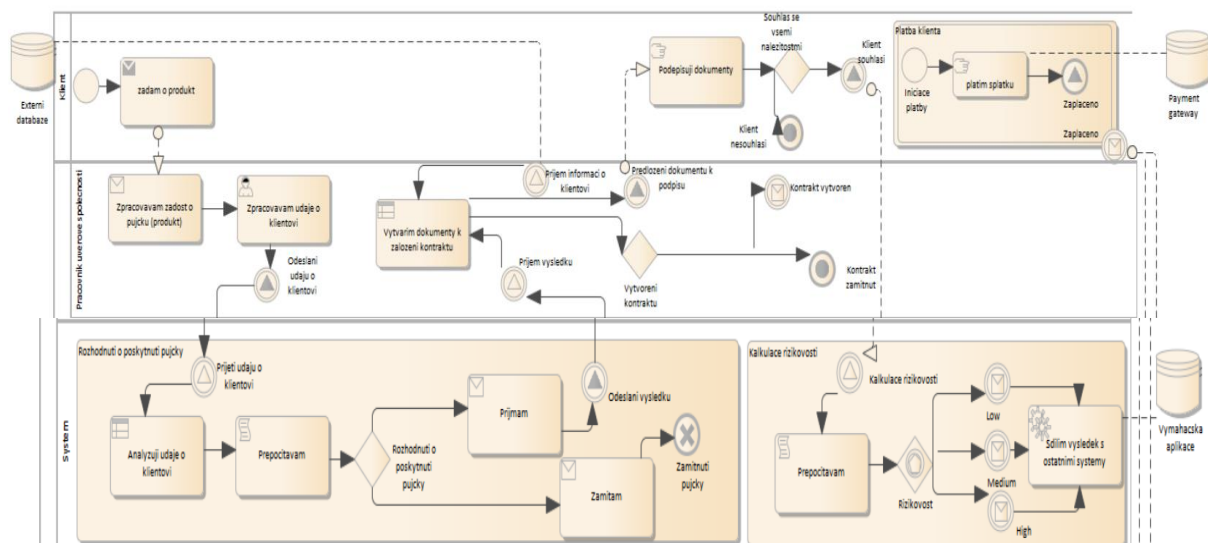 Externi
database
Klient
zadam o produkt
Podepisuji dokumenty
Souhlas se
vsemi
nalezitostmi
Klient
souhlasi
Klient
nesouhlasi
Platba klienta
Iniciace
platby
platim splatku
Zaplaceno
Zaplaceno
Payment
gateway
Pracovnik uverove spolecnosti
Zpracovavam zadost o
pujcku (produkt)
Zpracovavam udaje o
klientovi
Odeslani
udaju o
klientovi
Prijem informaci o
klientovi
Predlozeni dokumentu k
podpisu
Vytvarim dokumenty k
zalozeni kontraktu
Prijem vysledku
Vytvoreni
kontraktu
Kontrakt vytvoren
Kontrakt
zamitnut
System
Rozhodnuti o poskytnuti pujcky
Prijeti udaju o
klientovi
Analyzuji udaje o
klientovi
Prepocitavam
Rozhodnuti o
poskytnuti
pujcky
Prijmam
Odeslani vysledku
Zamitam
Zamitnuti
pujcky
Kalkulace rizikovosti
Kalkulace rizikovosti
Prepocitavam
Rizikovost
Low
Medium
High
Sdilim vysledek s
ostatnimi systemy
Vymahacska
aplikace